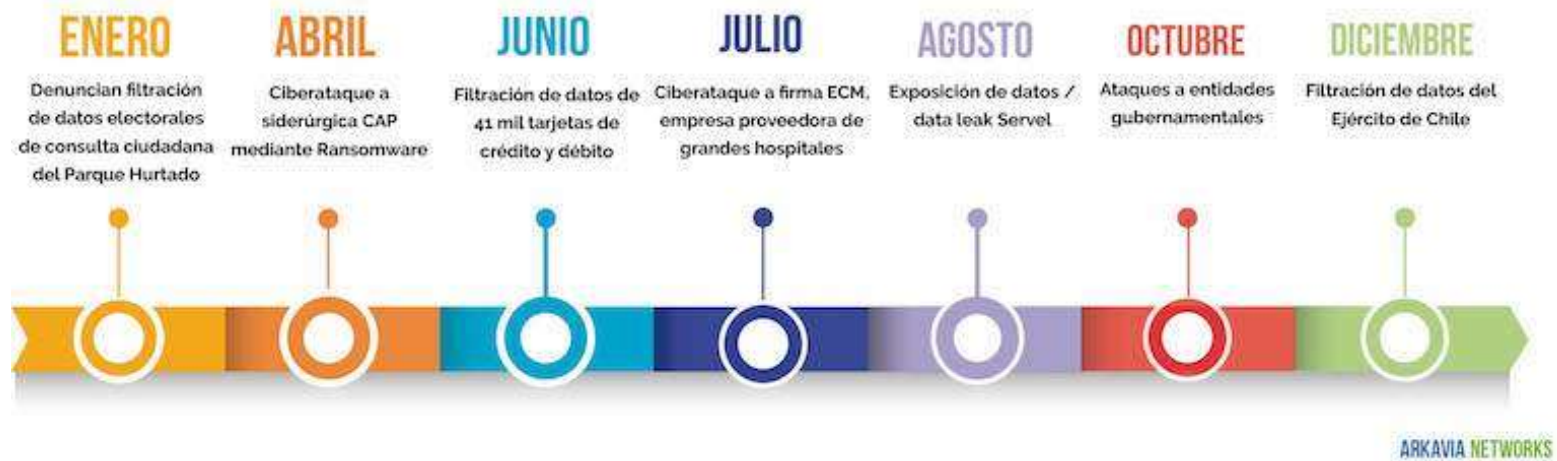 ENERO
Denuncian filtración
de datos electorales
de consulta ciudadana
del Parque Hurtado
ABRIL
Ciberataque a
siderúrgica CAP
mediante Ransomware
JUNIO
Filtración de datos de
41 mil tarjetas de
crédito y débito
JULIO
Ciberataque a firma ECM,
empresa proveedora de
grandes hospitales
AGOSTO
Exposición de datos /
data leak Servel
OCTUBRE
Ataques a entidades
gubernamentales
DICIEMBRE
Filtración de datos del
Ejército de Chile
ARKAVIA NETWORKS